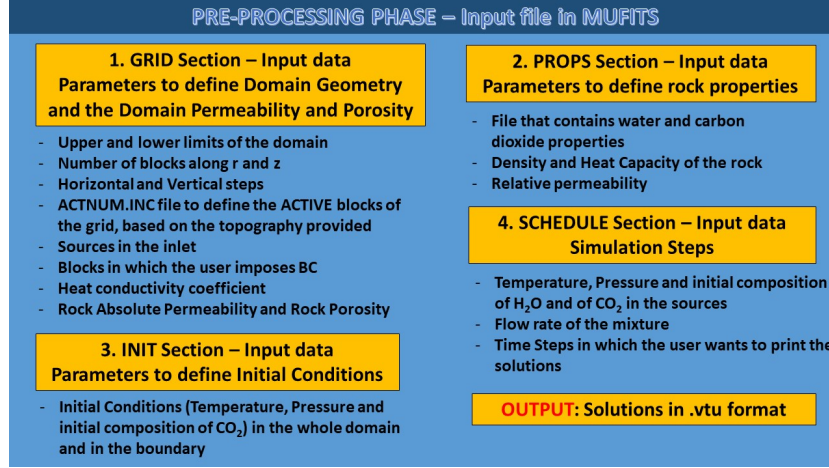 PRE-PROCESSING PHASE – Input file in MUFITS
1. GRID Section – Input data
Parameters to define Domain Geometry
and the Domain Permeability and Porosity
- Upper and lower limits of the domain
- Number of blocks along r and z
- Horizontal and Vertical steps
- ACTNUM.INC file to define the ACTIVE blocks of
the grid, based on the topography provided
- Sources in the inlet
- Blocks in which the user imposes BC
- Heat conductivity coefficient
- Rock Absolute Permeability and Rock Porosity
2. PROPS Section – Input data
Parameters to define rock properties
- File that contains water and carbon
dioxide properties
- Density and Heat Capacity of the rock
- Relative permeability
3. INIT Section – Input data
Parameters to define Initial Conditions
- Initial Conditions (Temperature, Pressure and
initial composition of CO₂) in the whole domain
and in the boundary
4. SCHEDULE Section – Input data
Simulation Steps
- Temperature, Pressure and initial composition
of H₂O and of CO₂ in the sources
- Flow rate of the mixture
- Time Steps in which the user wants to print the
solutions
OUTPUT: Solutions in .vtu format